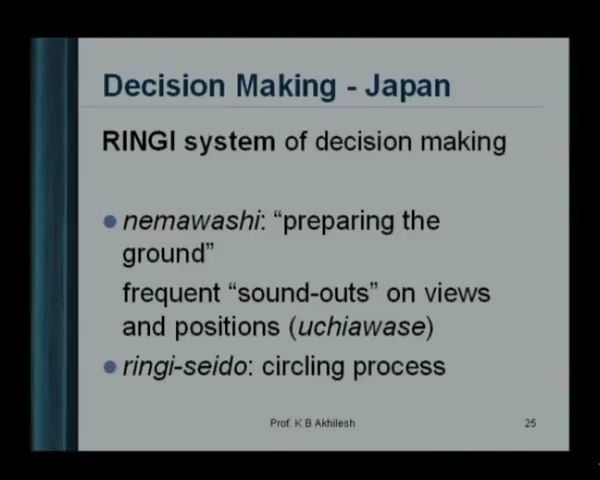 Decision Making - Japan
RINGI system of decision making
nemawashi: “preparing the
ground”
frequent “sound-outs” on views
and positions (uchiawase)
ringi-seido: circling process
Prof. K B Akhilesh
25